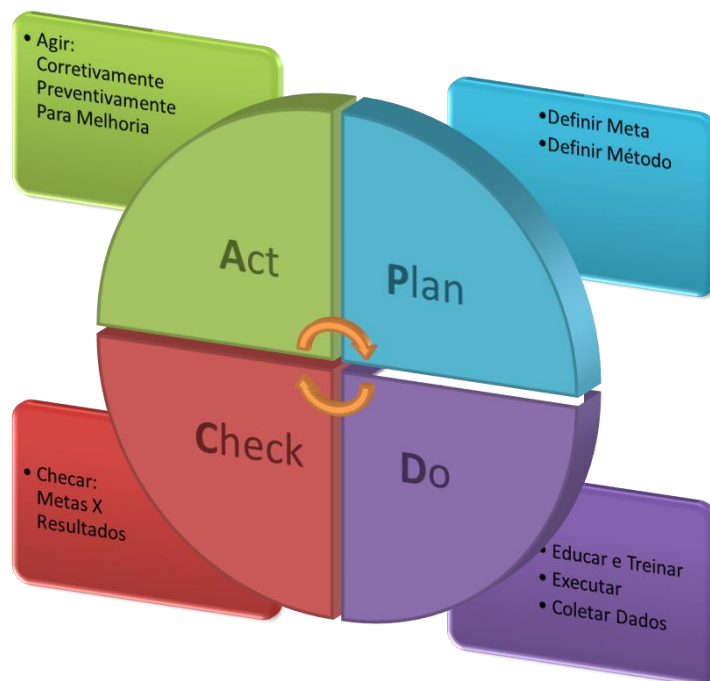 • Agir:
Corretivamente
Preventivamente
Para Melhoria
•Definir Meta
•Definir Método
Act
Plan
Check
Do
• Checar:
Metas X
Resultados
• Educar e Treinar
• Executar
• Coletar Dados